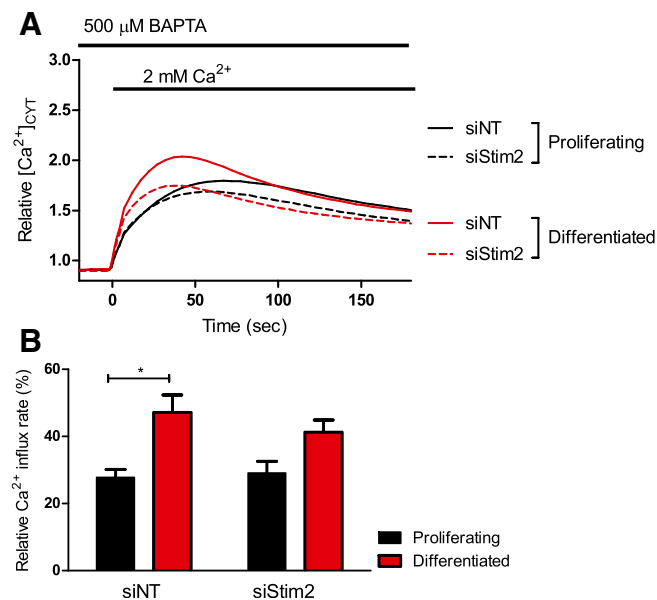 A
500 μM BAPTA
2 mM Ca²⁺
Relative [Ca²⁺]CYT
3.0
2.5
2.0
1.5
1.0
0
50
100
150
Time (sec)
siNT
siStim2
Proliferating
siNT
siStim2
Differentiated
B
Relative Ca²⁺ influx rate (%)
60
40
20
0
*
siNT
siStim2
Proliferating
Differentiated